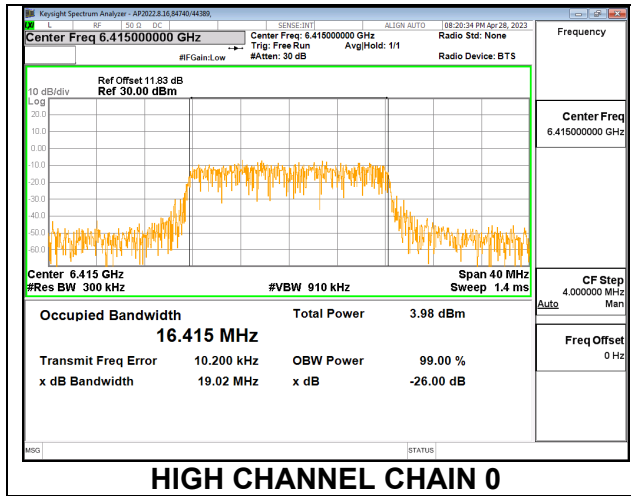 Keysight Spectrum Analyzer - AP2022.8.16,84740/44389,
L RF 50 Ω DC SENSE:INT ALIGN AUTO 08:20:34 PM Apr 28, 2023
Center Freq 6.415000000 GHz
Center Freq: 6.415000000 GHz
Radio Std: None
Trig: Free Run Avg|Hold: 1/1
#IFGain:Low
#Atten: 30 dB
Radio Device: BTS
Frequency
Ref Offset 11.83 dB
10 dB/div Ref 30.00 dBm
Log
20.0
10.0
0.00
-10.0
-20.0
-30.0
-40.0
-50.0
-60.0
Center Freq
6.415000000 GHz
Center 6.415 GHz Span 40 MHz
#Res BW 300 kHz #VBW 910 kHz Sweep 1.4 ms
CF Step
4.000000 MHz
Auto Man
Occupied Bandwidth Total Power 3.98 dBm
16.415 MHz
Transmit Freq Error 10.200 kHz OBW Power 99.00 %
x dB Bandwidth 19.02 MHz x dB -26.00 dB
Freq Offset
0 Hz
MSG STATUS
HIGH CHANNEL CHAIN 0